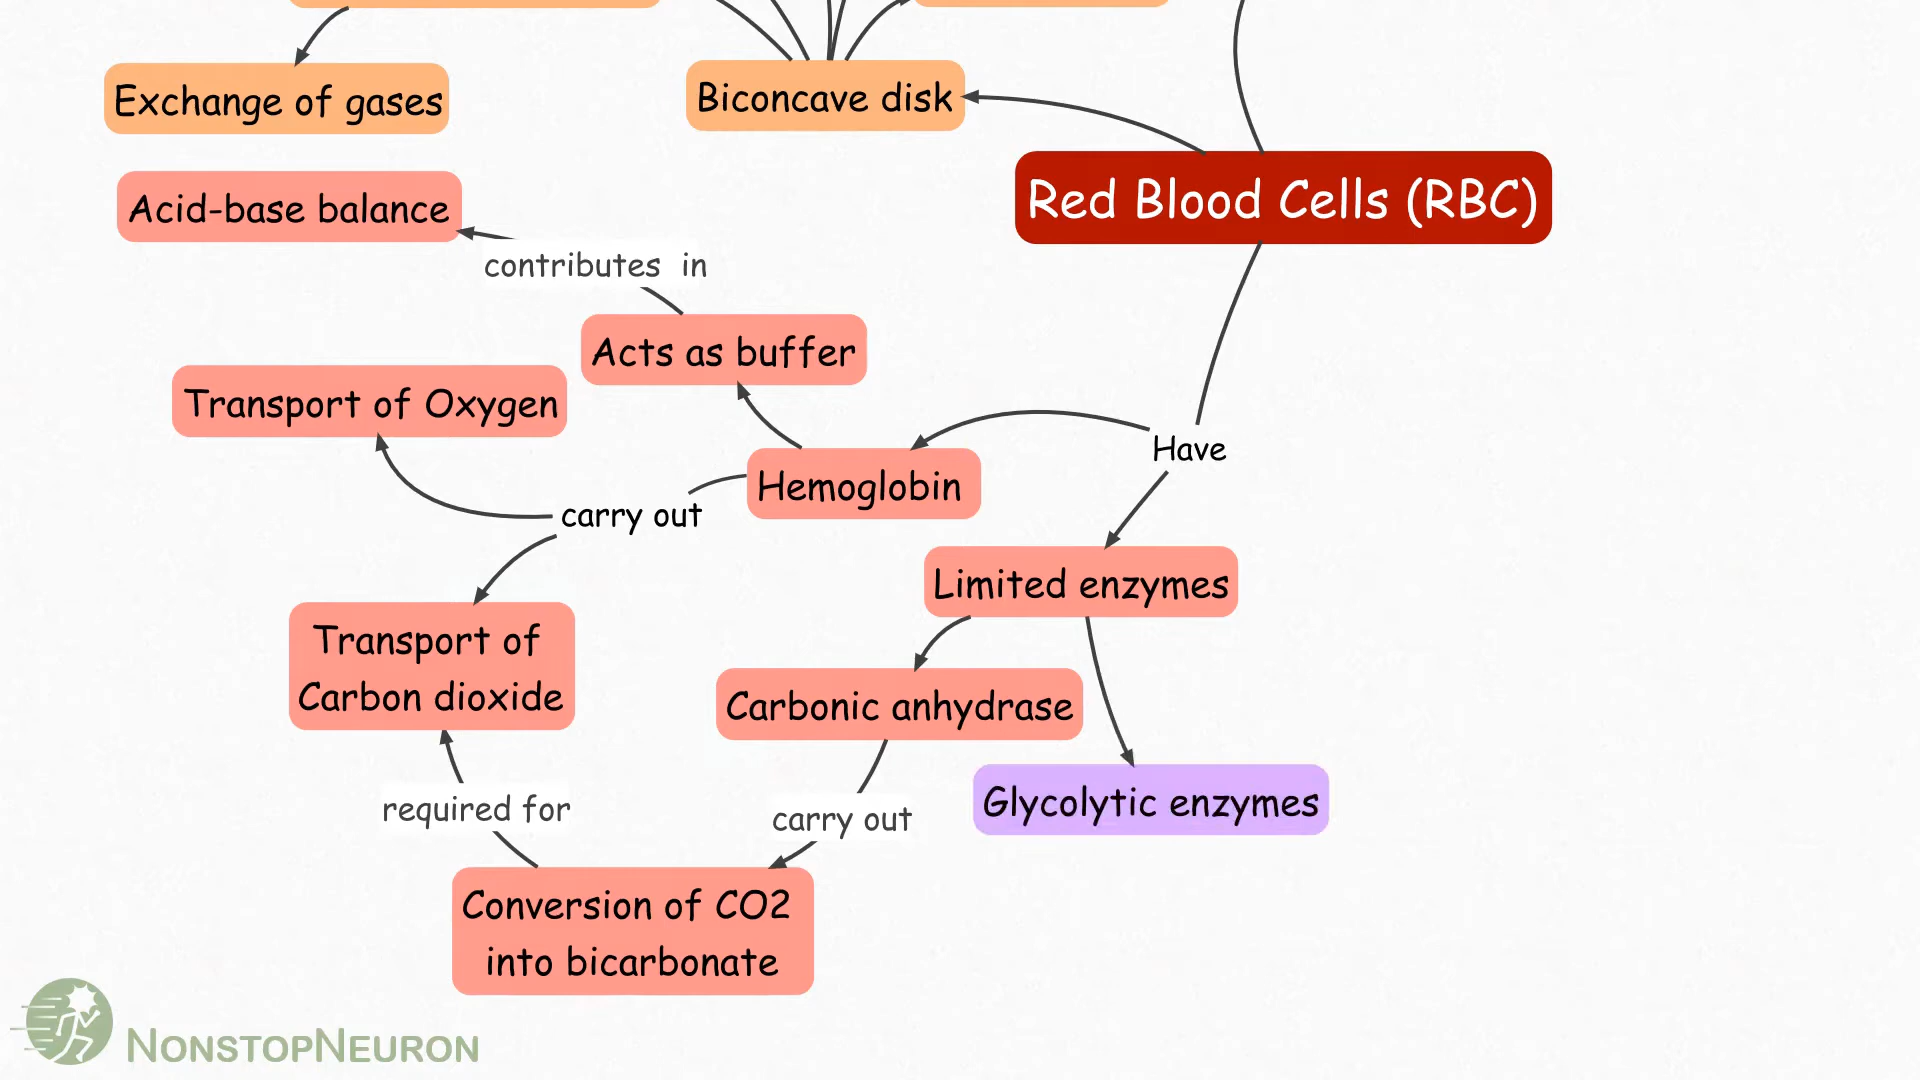 Exchange of gases
Biconcave disk
Red Blood Cells (RBC)
Acid-base balance
contributes in
Acts as buffer
Transport of Oxygen
Have
Hemoglobin
carry out
Limited enzymes
Transport of
Carbon dioxide
Carbonic anhydrase
Glycolytic enzymes
required for
carry out
Conversion of CO2
into bicarbonate
NONSTOPNEURON